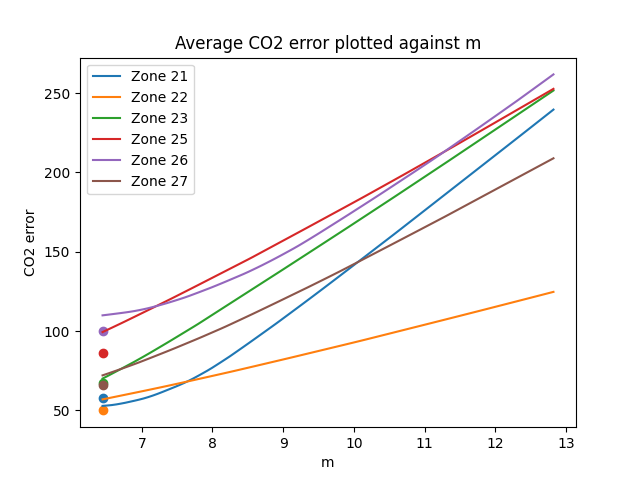 Average CO2 error plotted against m
Zone 21
Zone 22
Zone 23
Zone 25
Zone 26
Zone 27
CO2 error
250
200
150
100
50
7 8 9 10 11 12 13
m